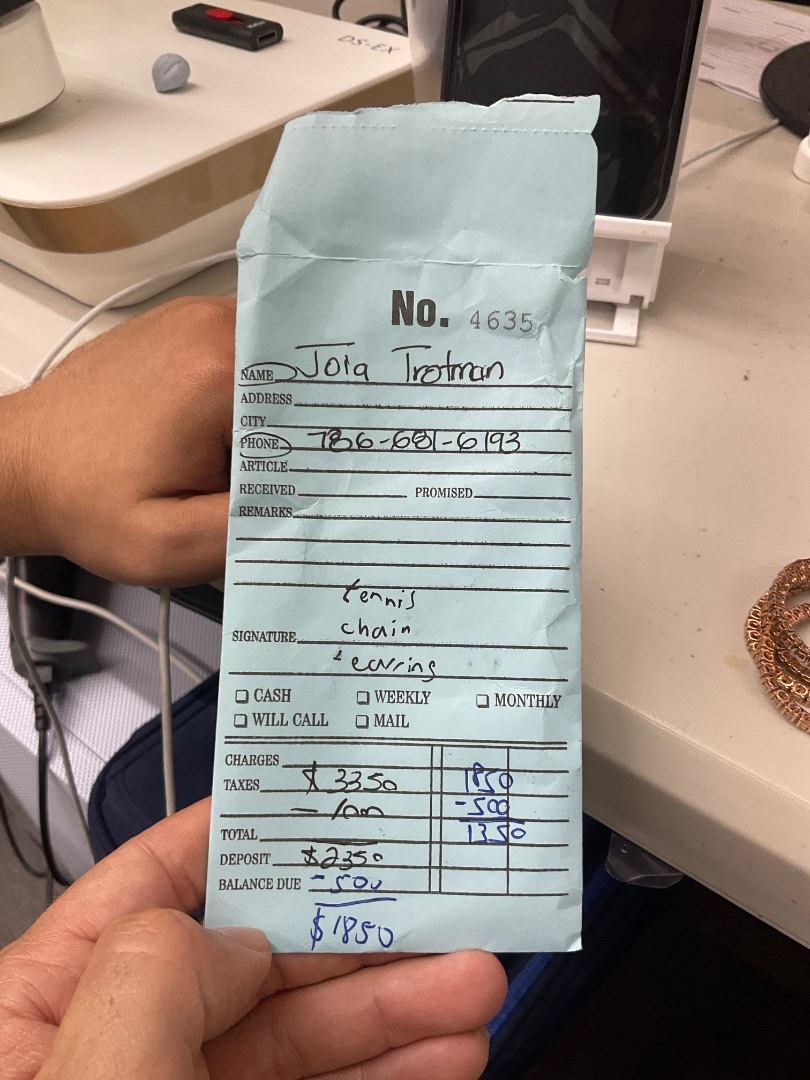 DS-EX
No. 4635
NAME Jola Trotman
ADDRESS
CITY
PHONE 786-681-6193
ARTICLE
RECEIVED PROMISED
REMARKS
tennis
SIGNATURE chain
+ earring
CASH WEEKLY MONTHLY
WILL CALL MAIL
CHARGES
TAXES $3350 1850
- 1000 -500
TOTAL 1350
DEPOSIT $2350
BALANCE DUE -500
$1850